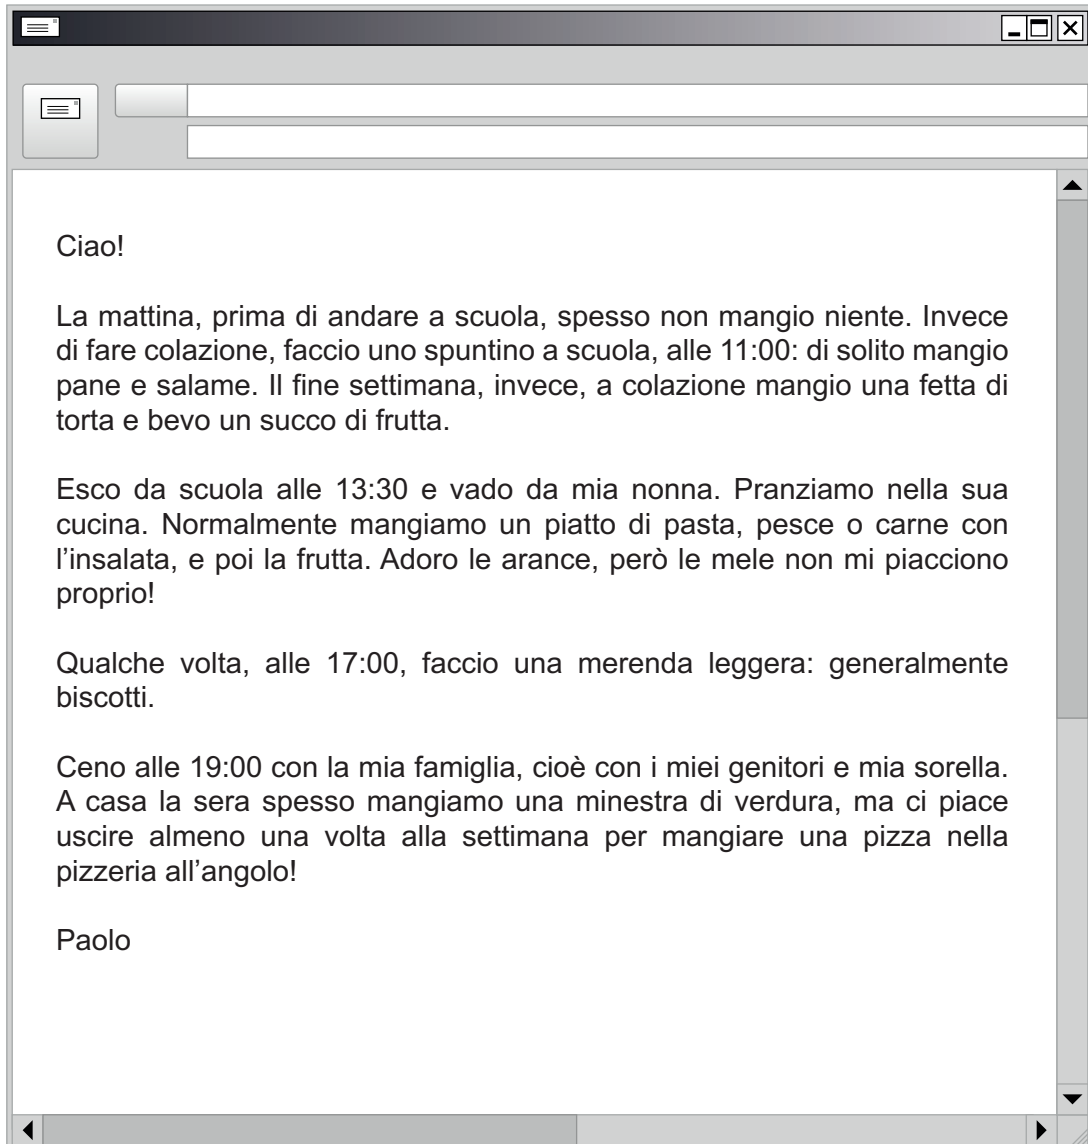 Ciao!
La mattina, prima di andare a scuola, spesso non mangio niente. Invece
di fare colazione, faccio uno spuntino a scuola, alle 11:00: di solito mangio
pane e salame. Il fine settimana, invece, a colazione mangio una fetta di
torta e bevo un succo di frutta.
Esco da scuola alle 13:30 e vado da mia nonna. Pranziamo nella sua
cucina. Normalmente mangiamo un piatto di pasta, pesce o carne con
l’insalata, e poi la frutta. Adoro le arance, però le mele non mi piacciono
proprio!
Qualche volta, alle 17:00, faccio una merenda leggera: generalmente
biscotti.
Ceno alle 19:00 con la mia famiglia, cioè con i miei genitori e mia sorella.
A casa la sera spesso mangiamo una minestra di verdura, ma ci piace
uscire almeno una volta alla settimana per mangiare una pizza nella
pizzeria all’angolo!
Paolo